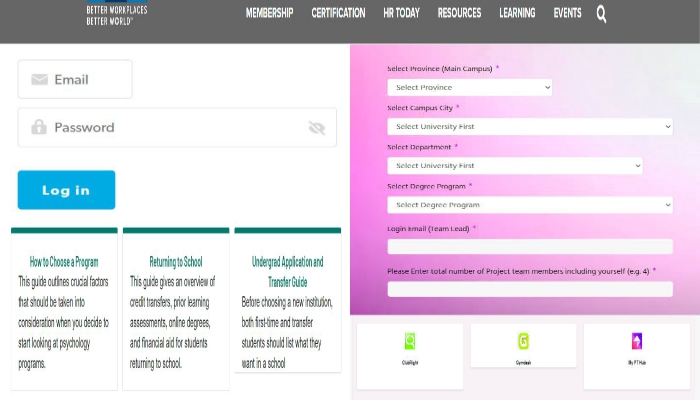 BETTER WORKPLACES
BETTER WORLD
MEMBERSHIP CERTIFICATION HR TODAY RESOURCES LEARNING EVENTS
Email
Password
Log in
How to Choose a Program
This guide outlines crucial factors
that should be taken into
consideration when you decide to
start looking at psychology
programs.
Returning to School
This guide gives an overview of
credit transfers, prior learning
assessments, online degrees,
and financial aid for students
returning to school.
Undergrad Application and
Transfer Guide
Before choosing a new institution,
both first-time and transfer
students should list what they
want in a school
Select Province (Main Campus) *
Select Province
Select Campus City *
Select University First
Select Department *
Select University First
Select Degree Program *
Select Degree Program
Login Email (Team Lead) *
Please Enter total number of Project team members including yourself (e.g. 4) *
ClubRight
Gymdesk
My PT Hub